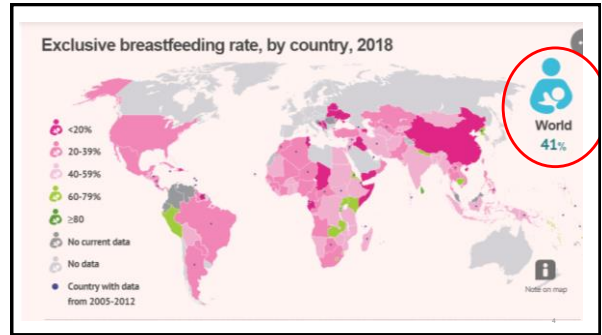 Exclusive breastfeeding rate, by country, 2018
World
41%
<20%
20-39%
40-59%
60-79%
≥80
No current data
No data
Country with data
from 2005-2012
i
Note on map
4